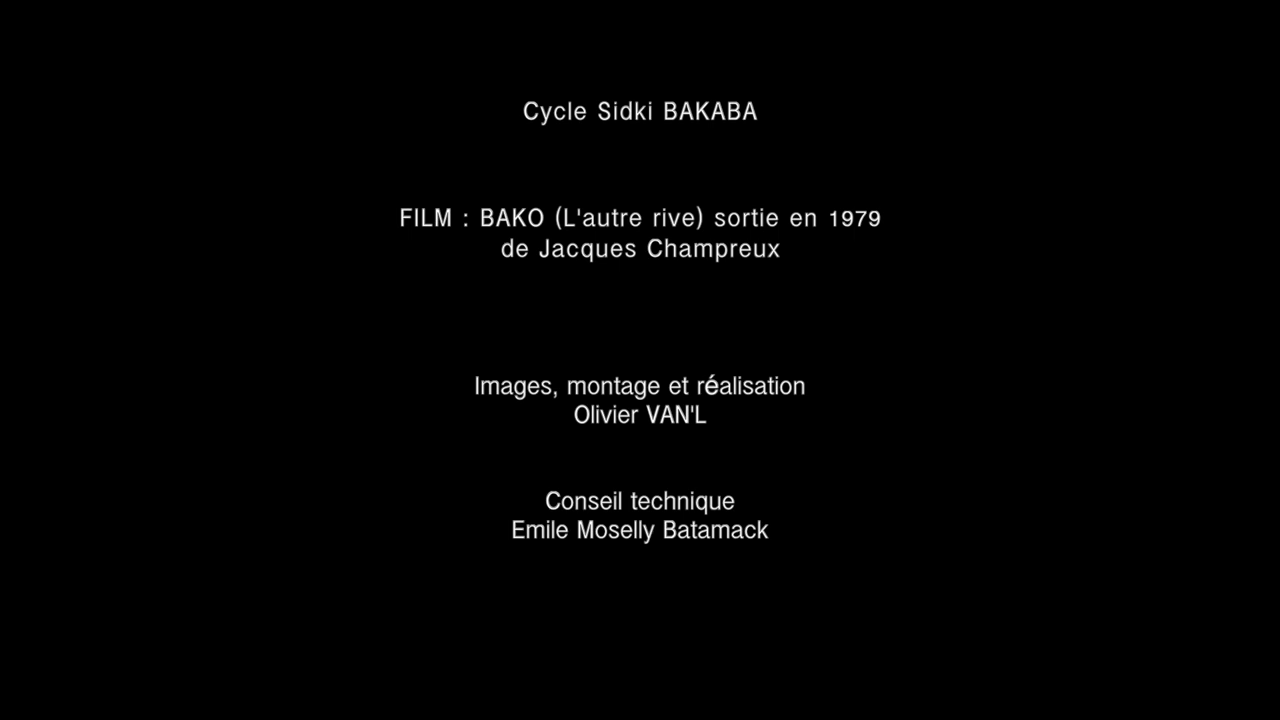 Cycle Sidki BAKABA
FILM : BAKO (L'autre rive) sortie en 1979
de Jacques Champreux
Images, montage et réalisation
Olivier VAN'L
Conseil technique
Emile Moselly Batamack